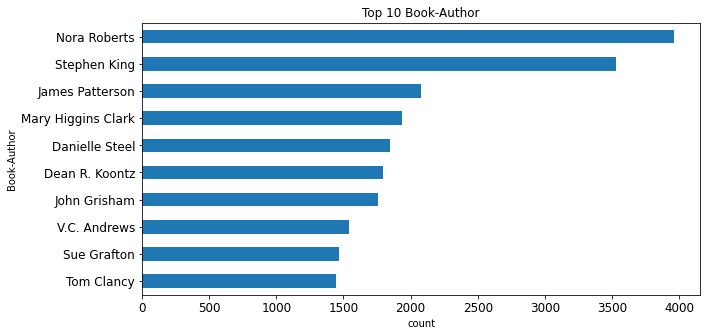 Top 10 Book-Author
Book-Author
Nora Roberts
Stephen King
James Patterson
Mary Higgins Clark
Danielle Steel
Dean R. Koontz
John Grisham
V.C. Andrews
Sue Grafton
Tom Clancy
0 500 1000 1500 2000 2500 3000 3500 4000
count